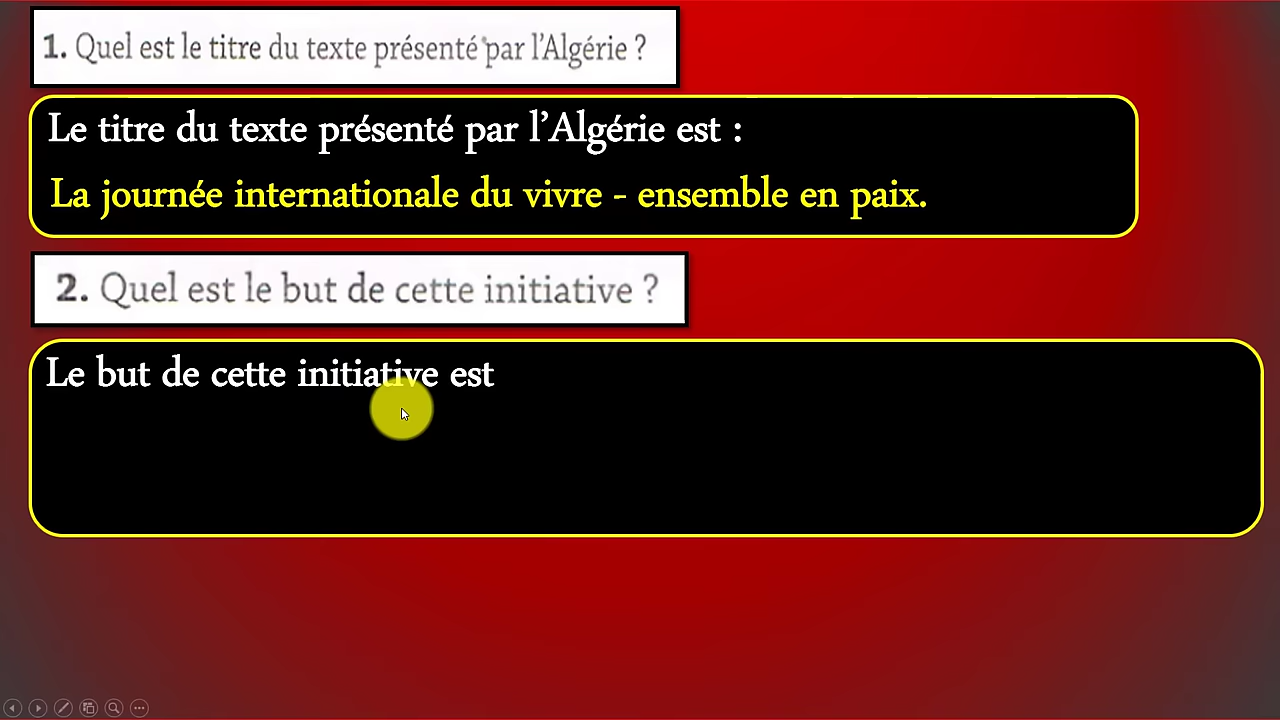 1. Quel est le titre du texte présenté par l'Algérie ?
Le titre du texte présenté par l'Algérie est :
La journée internationale du vivre - ensemble en paix.
2. Quel est le but de cette initiative ?
Le but de cette initiative est